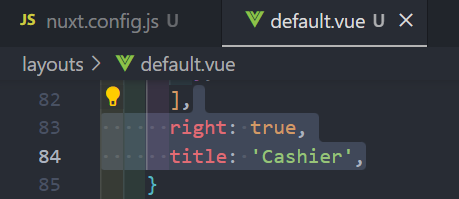 JS nuxt.config.js U
default.vue U ×
layouts > default.vue
82 ],
83 right: true,
84 title: 'Cashier',
85 }